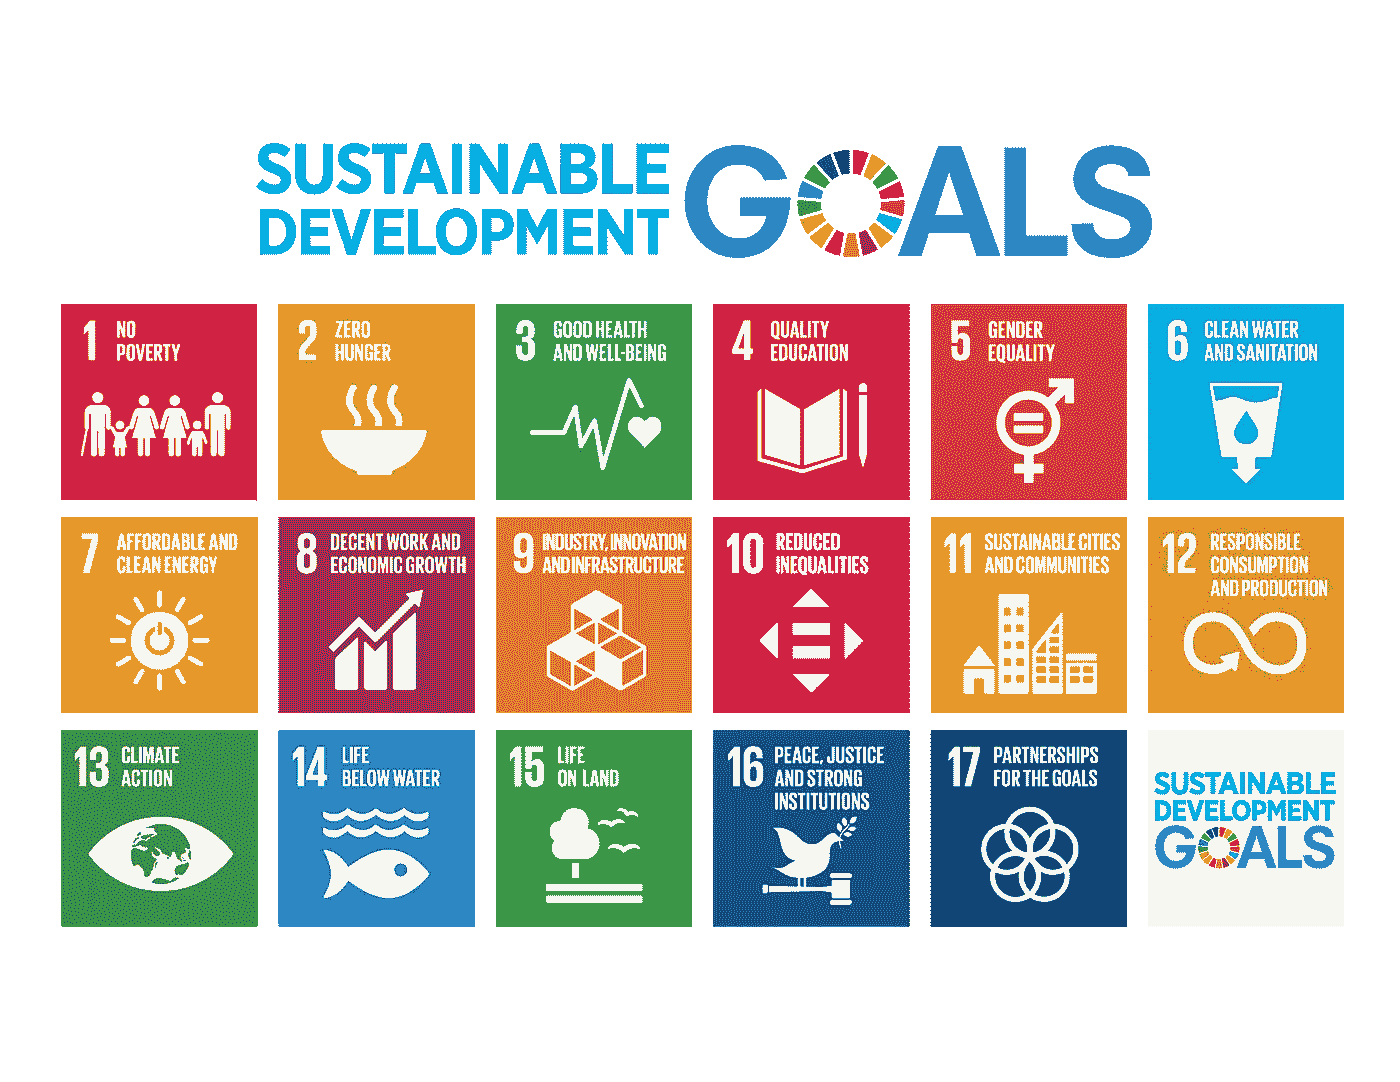 SUSTAINABLE
DEVELOPMENT
GOALS
1 NO
POVERTY
2 ZERO
HUNGER
3 GOOD HEALTH
AND WELL-BEING
4 QUALITY
EDUCATION
5 GENDER
EQUALITY
6 CLEAN WATER
AND SANITATION
7 AFFORDABLE AND
CLEAN ENERGY
8 DECENT WORK AND
ECONOMIC GROWTH
9 INDUSTRY, INNOVATION
AND INFRASTRUCTURE
10 REDUCED
INEQUALITIES
11 SUSTAINABLE CITIES
AND COMMUNITIES
12 RESPONSIBLE
CONSUMPTION
AND PRODUCTION
13 CLIMATE
ACTION
14 LIFE
BELOW WATER
15 LIFE
ON LAND
16 PEACE, JUSTICE
AND STRONG
INSTITUTIONS
17 PARTNERSHIPS
FOR THE GOALS
SUSTAINABLE
DEVELOPMENT
GOALS